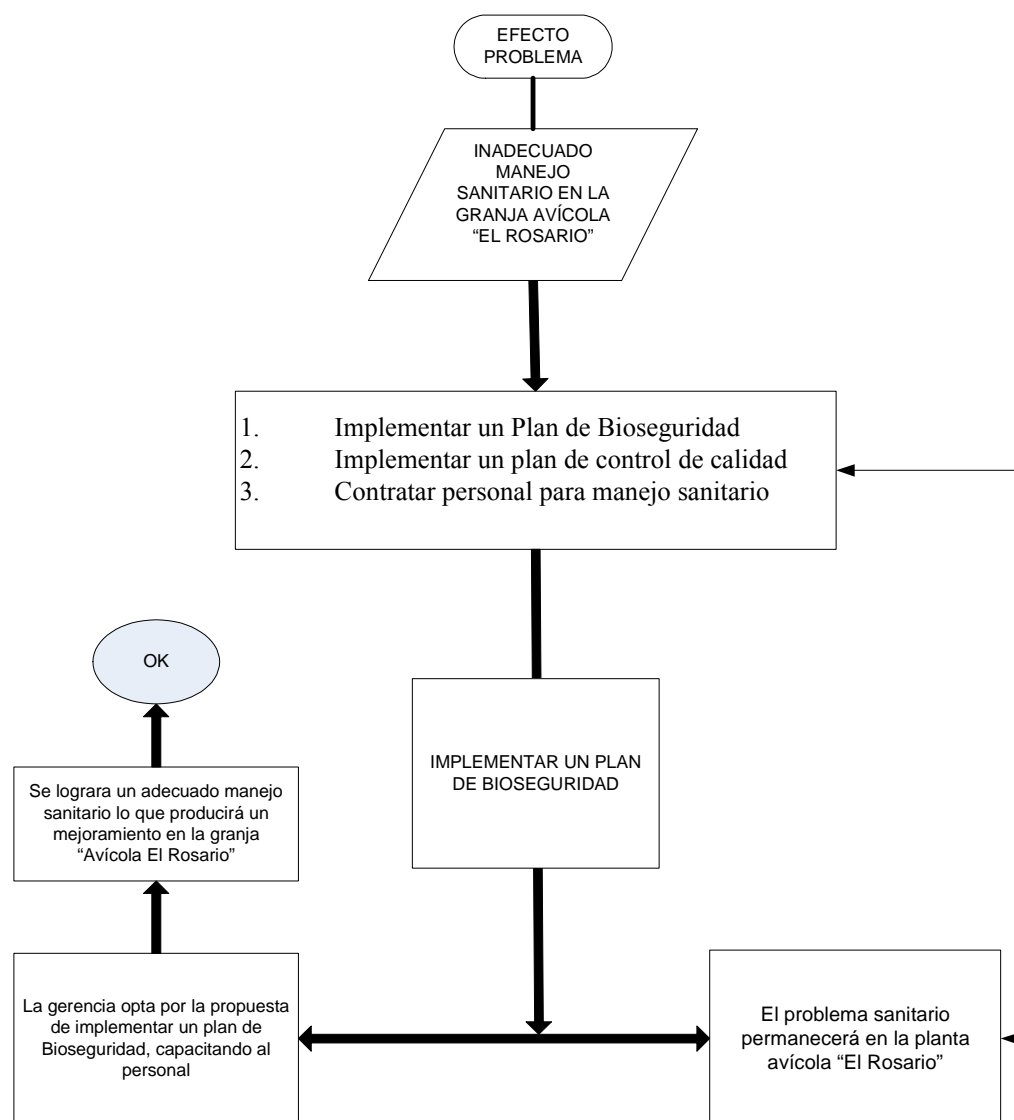 EFECTO
PROBLEMA
INADECUADO
MANEJO
SANITARIO EN LA
GRANJA AVÍCOLA
“EL ROSARIO”
1. Implementar un Plan de Bioseguridad
2. Implementar un plan de control de calidad
3. Contratar personal para manejo sanitario
OK
IMPLEMENTAR UN PLAN
DE BIOSEGURIDAD
Se lograra un adecuado manejo
sanitario lo que producirá un
mejoramiento en la granja
“Avícola El Rosario”
La gerencia opta por la propuesta
de implementar un plan de
Bioseguridad, capacitando al
personal
El problema sanitario
permanecerá en la planta
avícola “El Rosario”